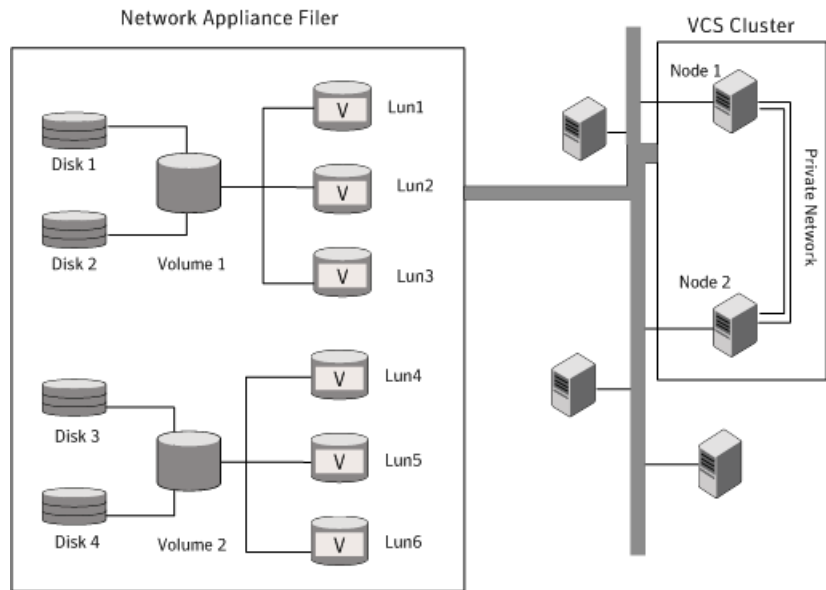 Network Appliance Filer
VCS Cluster
Node 1
Disk 1
Disk 2
Volume 1
V
Lun1
V
Lun2
V
Lun3
Private Network
Node 2
Disk 3
Disk 4
Volume 2
V
Lun4
V
Lun5
V
Lun6